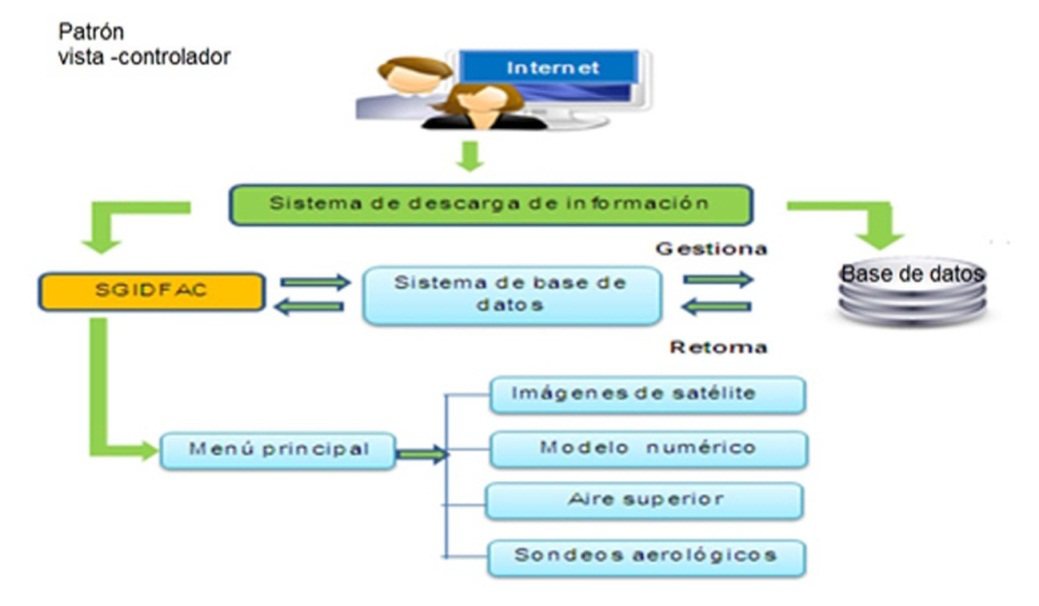 Patrón
vista -controlador
Internet
Sistema de descarga de información
Gestiona
SGIDFAC
Sistema de base de
datos
Base de datos
Retorna
Imágenes de satélite
Menú principal
Modelo numérico
Aire superior
Sondeos aerológicos